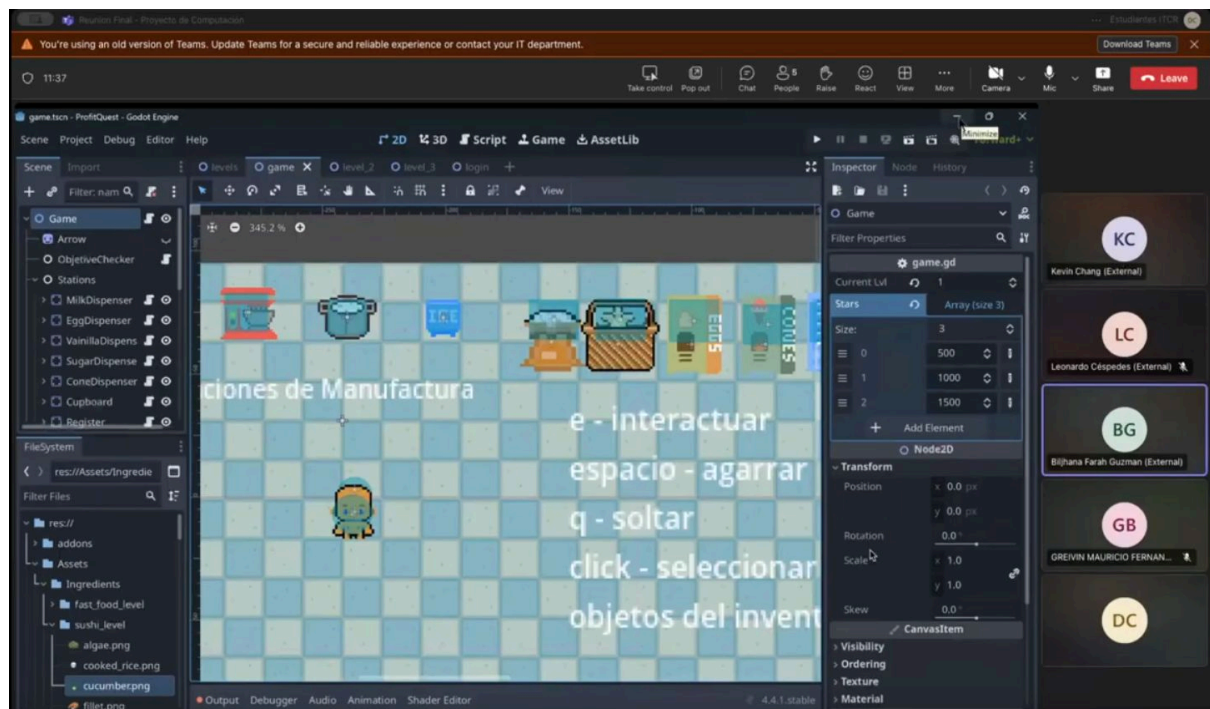 Reunion Final - Proyecto de Computación
Estudiantes ITCR
DC
You're using an old version of Teams. Update Teams for a secure and reliable experience or contact your IT department.
Download Teams
11:37
Take control
Pop out
Chat
People 5
Raise
React
View
More
Camera
Mic
Share
Leave
game.tscn - ProfitQuest - Godot Engine
Minimize
Scene Project Debug Editor Help
2D 3D Script Game AssetLib
Scene Import
levels game level_2 level_3 login
Inspector Node History
Filter: nam
View
Game
Arrow
ObjetiveChecker
Stations
MilkDispenser
EggDispenser
VainillaDispens
SugarDispense
ConeDispenser
Cupboard
Register
345.2 %
ICE
EGGS
CONES
ciones de Manufactura
e - interactuar
espacio - agarrar
q - soltar
click - seleccionar
objetos del invent
FileSystem
res://Assets/Ingredie
Filter Files
res://
addons
Assets
Ingredients
fast_food_level
sushi_level
algae.png
cooked_rice.png
cucumber.png
fillet.png
Output Debugger Audio Animation Shader Editor
4.4.1.stable
Game
Filter Properties
game.gd
Current Lvl 1
Stars Array (size 3)
Size: 3
0 500
1 1000
2 1500
Add Element
Node2D
Transform
Position x 0.0 px
y 0.0 px
Rotation 0.0 °
Scale x 1.0
y 1.0
Skew 0.0 °
CanvasItem
Visibility
Ordering
Texture
Material
KC
Kevin Chang (External)
LC
Leonardo Céspedes (External)
BG
Biljhana Farah Guzman (External)
GB
GREIVIN MAURICIO FERNAN...
DC